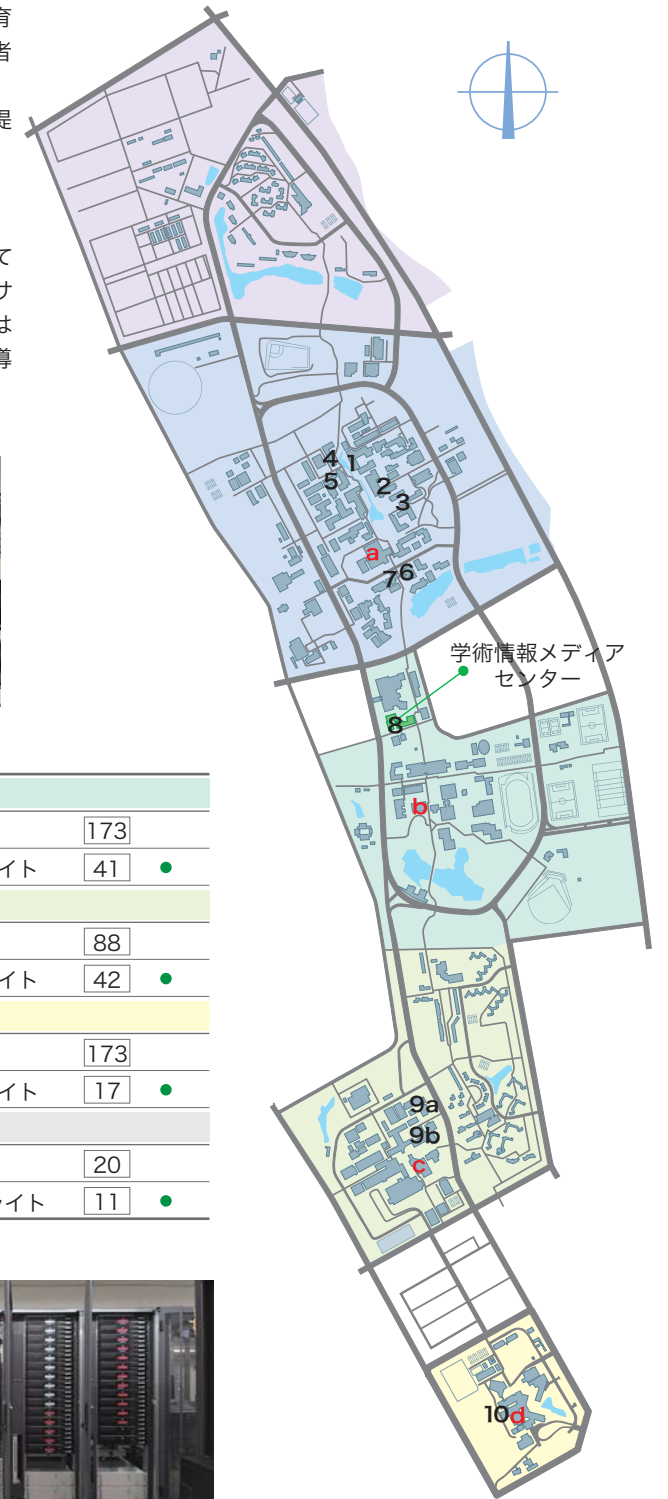 育
者
提
て
ナ
は
導
4 1
5
2
3
a
7 6
学術情報メディア
センター
8
b
9a
9b
c
10d
173
イト 41 ●
88
イト 42 ●
173
イト 17 ●
20
イト 11 ●